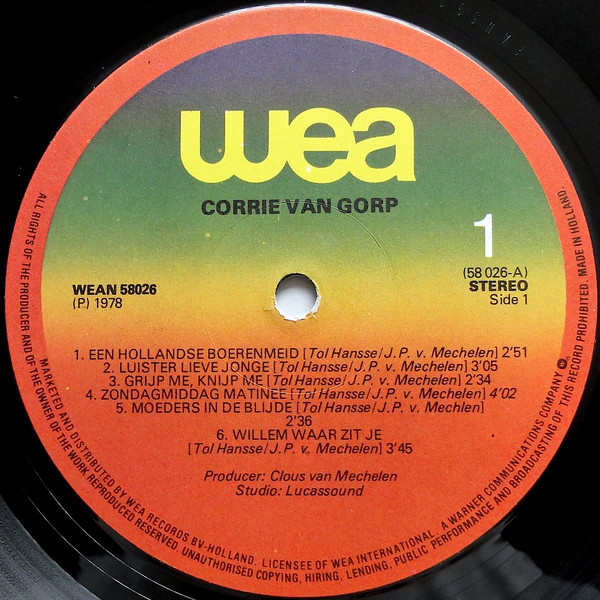 wea
CORRIE VAN GORP
1
(58 026-A)
WEAN 58026
STEREO
(P.) 1978
Side 1
1. EEN HOLLANDSE BOERENMEID [Tol Hansse/J.P. v. Mechelen] 2'51
2. LUISTER LIEVE JONGE [Tol Hansse/J.P. v. Mechelen] 3'05
3. GRIJP ME, KNIJP ME [Tol Hansse/J.P. v. Mechelen] 2'34
4. ZONDAGMIDDAG MATINEE [Tol Hansse/J.P. v. Mechelen] 4'02
5. MOEDERS IN DE BLIJDE [Tol Hansse/J.P. v. Mechlen]
2'36
6. WILLEM WAAR ZIT JE
[Tol Hansse/J.P. v. Mechelen] 3'45
Producer: Clous van Mechelen
Studio: Lucassound
ALL RIGHTS OF THE PRODUCER AND OF THE OWNER OF THE WORK REPRODUCED RESERVED. UNAUTHORISED COPYING, HIRING, LENDING, PUBLIC PERFORMANCE AND BROADCASTING OF THIS RECORD PROHIBITED. MADE IN HOLLAND.
MARKETED AND DISTRIBUTED BY WEA RECORDS BV-HOLLAND. LICENSEE OF WEA INTERNATIONAL. A WARNER COMMUNICATIONS COMPANY